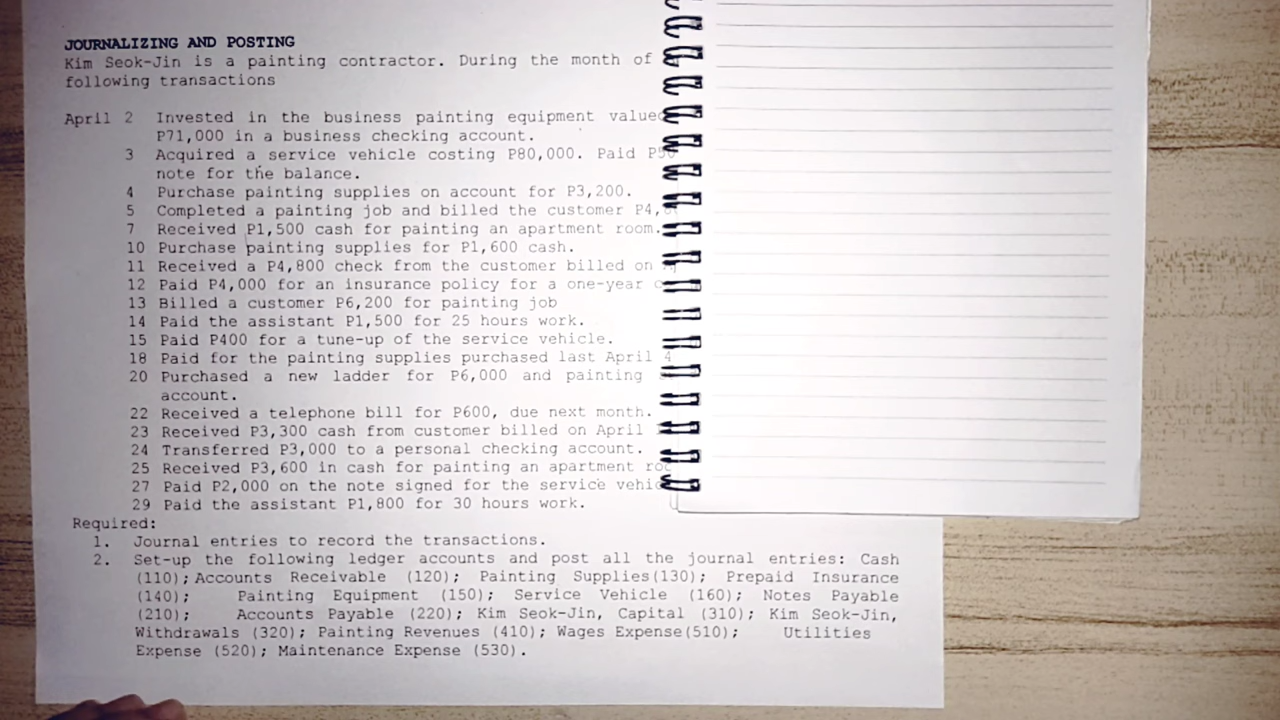 JOURNALIZING AND POSTING
Kim Seok-Jin is a painting contractor. During the month of
following transactions
April 2 Invested in the business painting equipment
P71,000 in a business checking account.
3 Acquired a service vehicle costing P80,000. Paid
note for the balance.
4 Purchase painting supplies on account for P3,200.
5 Completed a painting job and billed the customer
7 Received P1,500 cash for painting an apartment room.
10 Purchase painting supplies for P1,600 cash.
11 Received a P4,800 check from the customer billed on
12 Paid P4,000 for an insurance policy for a one-year
13 Billed a customer P6,200 for painting job
14 Paid the assistant P1,500 for 25 hours work.
15 Paid P400 for a tune-up of the service vehicle.
18 Paid for the painting supplies purchased last April 4
20 Purchased a new ladder for P6,000 and painting
account.
22 Received a telephone bill for P600, due next month.
23 Received P3,300 cash from customer billed on April
24 Transferred P3,000 to a personal checking account.
25 Received P3,600 in cash for painting an apartment
27 Paid P2,000 on the note signed for the service
29 Paid the assistant P1,800 for 30 hours work.
Required:
1. Journal entries to record the transactions.
2. Set-up the following ledger accounts and post all the journal entries: Cash
(110); Accounts Receivable (120); Painting Supplies(130); Prepaid Insurance
(140); Painting Equipment (150); Service Vehicle (160); Notes Payable
(210); Accounts Payable (220); Kim Seok-Jin, Capital (310); Kim Seok-Jin,
Withdrawals (320); Painting Revenues (410); Wages Expense(510); Utilities
Expense (520); Maintenance Expense (530).